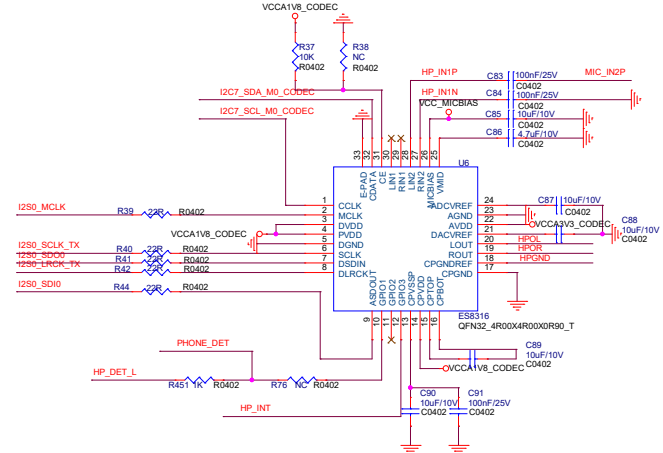 VCCA1V8_CODEC
R37
10K
R0402
R38
NC
R0402
HP_IN1P
C83
100nF/25V
C0402
MIC_IN2P
HP_IN1N
C84
100nF/25V
C0402
VCC_MICBIAS
C85
10uF/10V
C0402
C86
4.7uF/10V
C0402
I2C7_SDA_M0_CODEC
I2C7_SCL_M0_CODEC
33
32
31
30
29
28
27
26
25
U6
E-PAD
CDATA
CE
LIN1
RIN1
LIN2
RIN2
MICBIAS
VMID
1
CCLK
2
MCLK
3
DVDD
4
PVDD
5
DGND
6
SCLK
7
DSDIN
8
DLRCK
ADCVREF
24
AGND
23
AVDD
22
DACVREF
21
LOUT
20
ROUT
19
CPGNDREF
18
CPGND
17
I2S0_MCLK
R39
22R
R0402
VCCA1V8_CODEC
I2S0_SCLK_TX
R40
22R
R0402
I2S0_SDO0
R41
22R
R0402
I2S0_LRCK_TX
R42
22R
R0402
I2S0_SDI0
R44
22R
R0402
C87
10uF/10V
C0402
VCCA3V3_CODEC
C88
10uF/10V
C0402
HPOL
HPOR
HPGND
ASDOUT
GPIO1
GPIO2
GPIO3
CPVSSP
CPVDD
CPTOP
CPBOT
9
10
11
12
13
14
15
16
ES8316
QFN32_4R00X4R00X0R90_T
C89
10uF/10V
C0402
VCCA1V8_CODEC
PHONE_DET
HP_DET_L
R451
1K
R0402
R76
NC
R0402
HP_INT
C90
10uF/10V
C0402
C91
100nF/25V
C0402